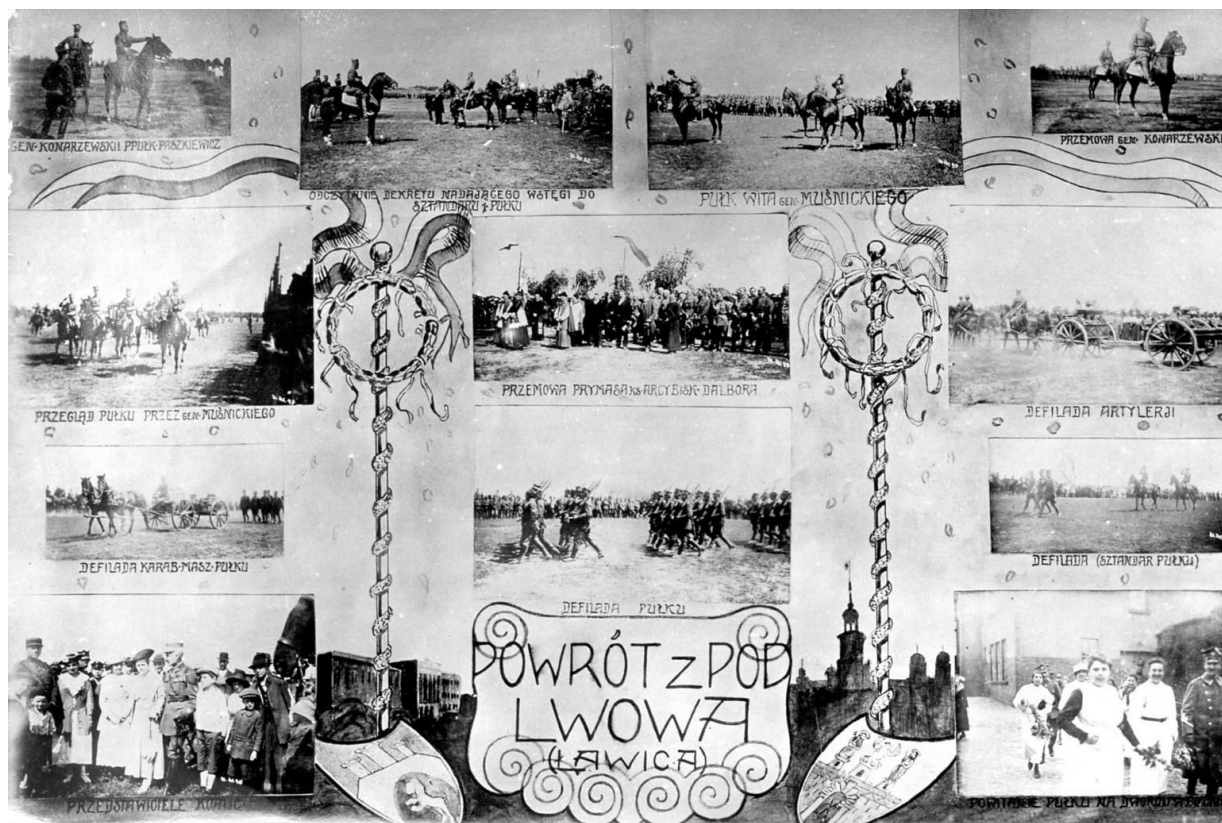 GEN. KONARZEWSKI I PPUŁK. PASZKIEWICZ
ODCZYTANIE DEKRETU NADAJĄCEGO WSTĘGI DO
SZTANDARU 1 PUŁKU
PUŁK WITA GEN. MUŚNICKIEGO
PRZEMOWA GEN. KONARZEWSKI
PRZEGLĄD PUŁKU PRZEZ GEN. MUŚNICKIEGO
PRZEMOWA PRYMASA KS ARCYBISK. DALBORA
DEFILADA ARTYLERJI
DEFILADA KARAB. MASZ. PUŁKU
DEFILADA PUŁKU
DEFILADA (SZTANDAR PUŁKU)
POWRÓT Z POD
LWOWA
(ŁAWICA)
PRZEDSTAWICIELE
POWITANIE PUŁKU NA DWORCU